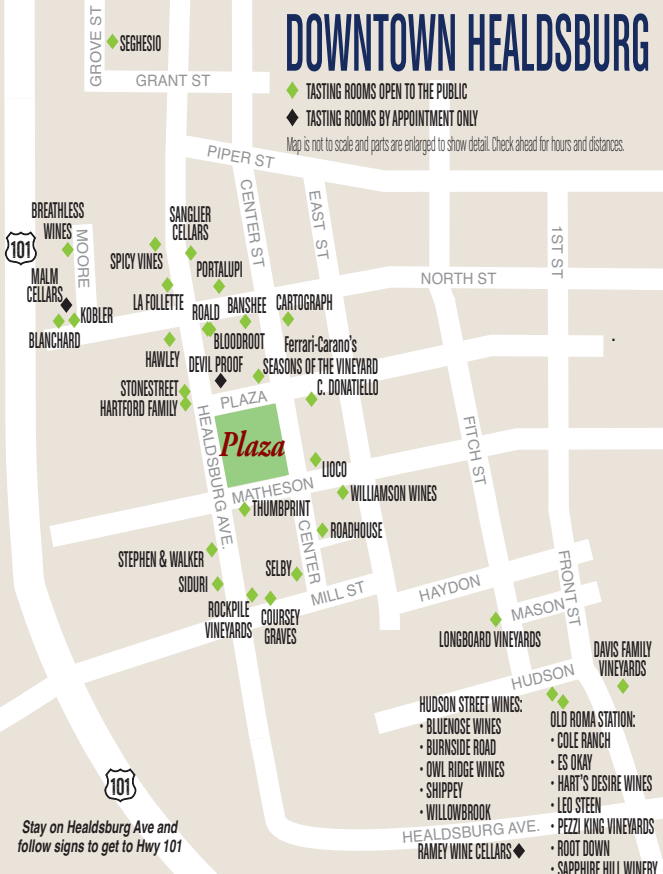 GROVE ST
SEGHESIO
DOWNTOWN HEALDSBURG
GRANT ST
TASTING ROOMS OPEN TO THE PUBLIC
TASTING ROOMS BY APPOINTMENT ONLY
Map is not to scale and parts are enlarged to show detail. Check ahead for hours and distances.
PIPER ST
CENTER ST
EAST ST
1ST ST
BREATHLESS
WINES
101
MOORE
SANGLIER
CELLARS
SPICY VINES
PORTALUPI
NORTH ST
MALM
CELLARS
KOBLER
BLANCHARD
LA FOLLETTE
ROALD
BANSHEE
CARTOGRAPH
BLOODROOT
HAWLEY
DEVIL PROOF
Ferrari-Carano's
SEASONS OF THE VINEYARD
C. DONATIELLO
STONESTREET
HARTFORD FAMILY
PLAZA
HEALDSBURG AVE.
Plaza
FITCH ST
LIOCO
MATHESON
WILLIAMSON WINES
THUMBPRINT
ROADHOUSE
CENTER
STEPHEN & WALKER
SELBY
SIDURI
MILL ST
HAYDON
FRONT ST
MASON
ROCKPILE
VINEYARDS
COURSEY
GRAVES
LONGBOARD VINEYARDS
DAVIS FAMILY
VINEYARDS
HUDSON
HUDSON STREET WINES:
• BLUENOSE WINES
• BURNSIDE ROAD
• OWL RIDGE WINES
• SHIPPEY
• WILLOWBROOK
OLD ROMA STATION:
• COLE RANCH
• ES OKAY
• HART'S DESIRE WINES
• LEO STEEN
• PEZZI KING VINEYARDS
• ROOT DOWN
• SAPPHIRE HILL WINERY
HEALDSBURG AVE.
RAMEY WINE CELLARS
101
Stay on Healdsburg Ave and
follow signs to get to Hwy 101